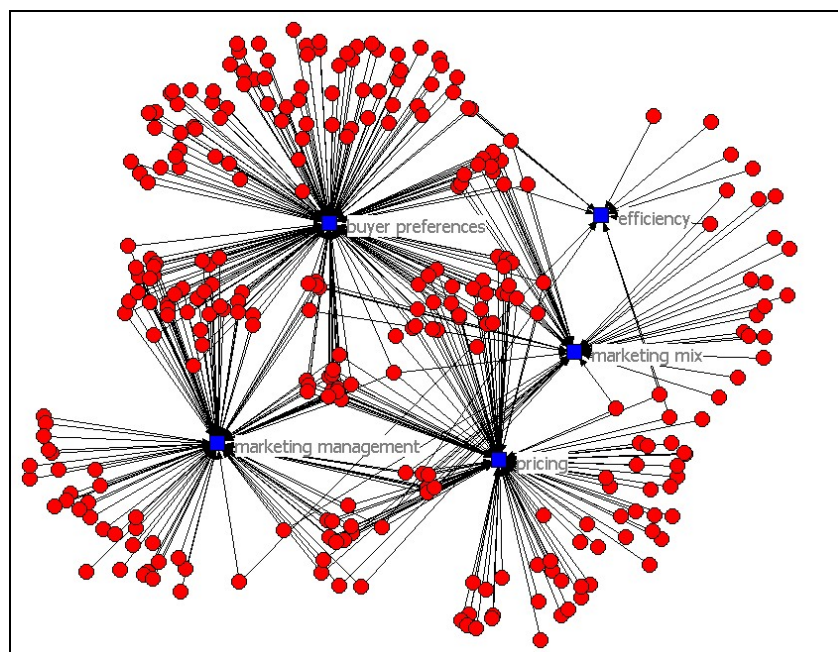 efficiency
buyer preferences
marketing mix
marketing management
pricing